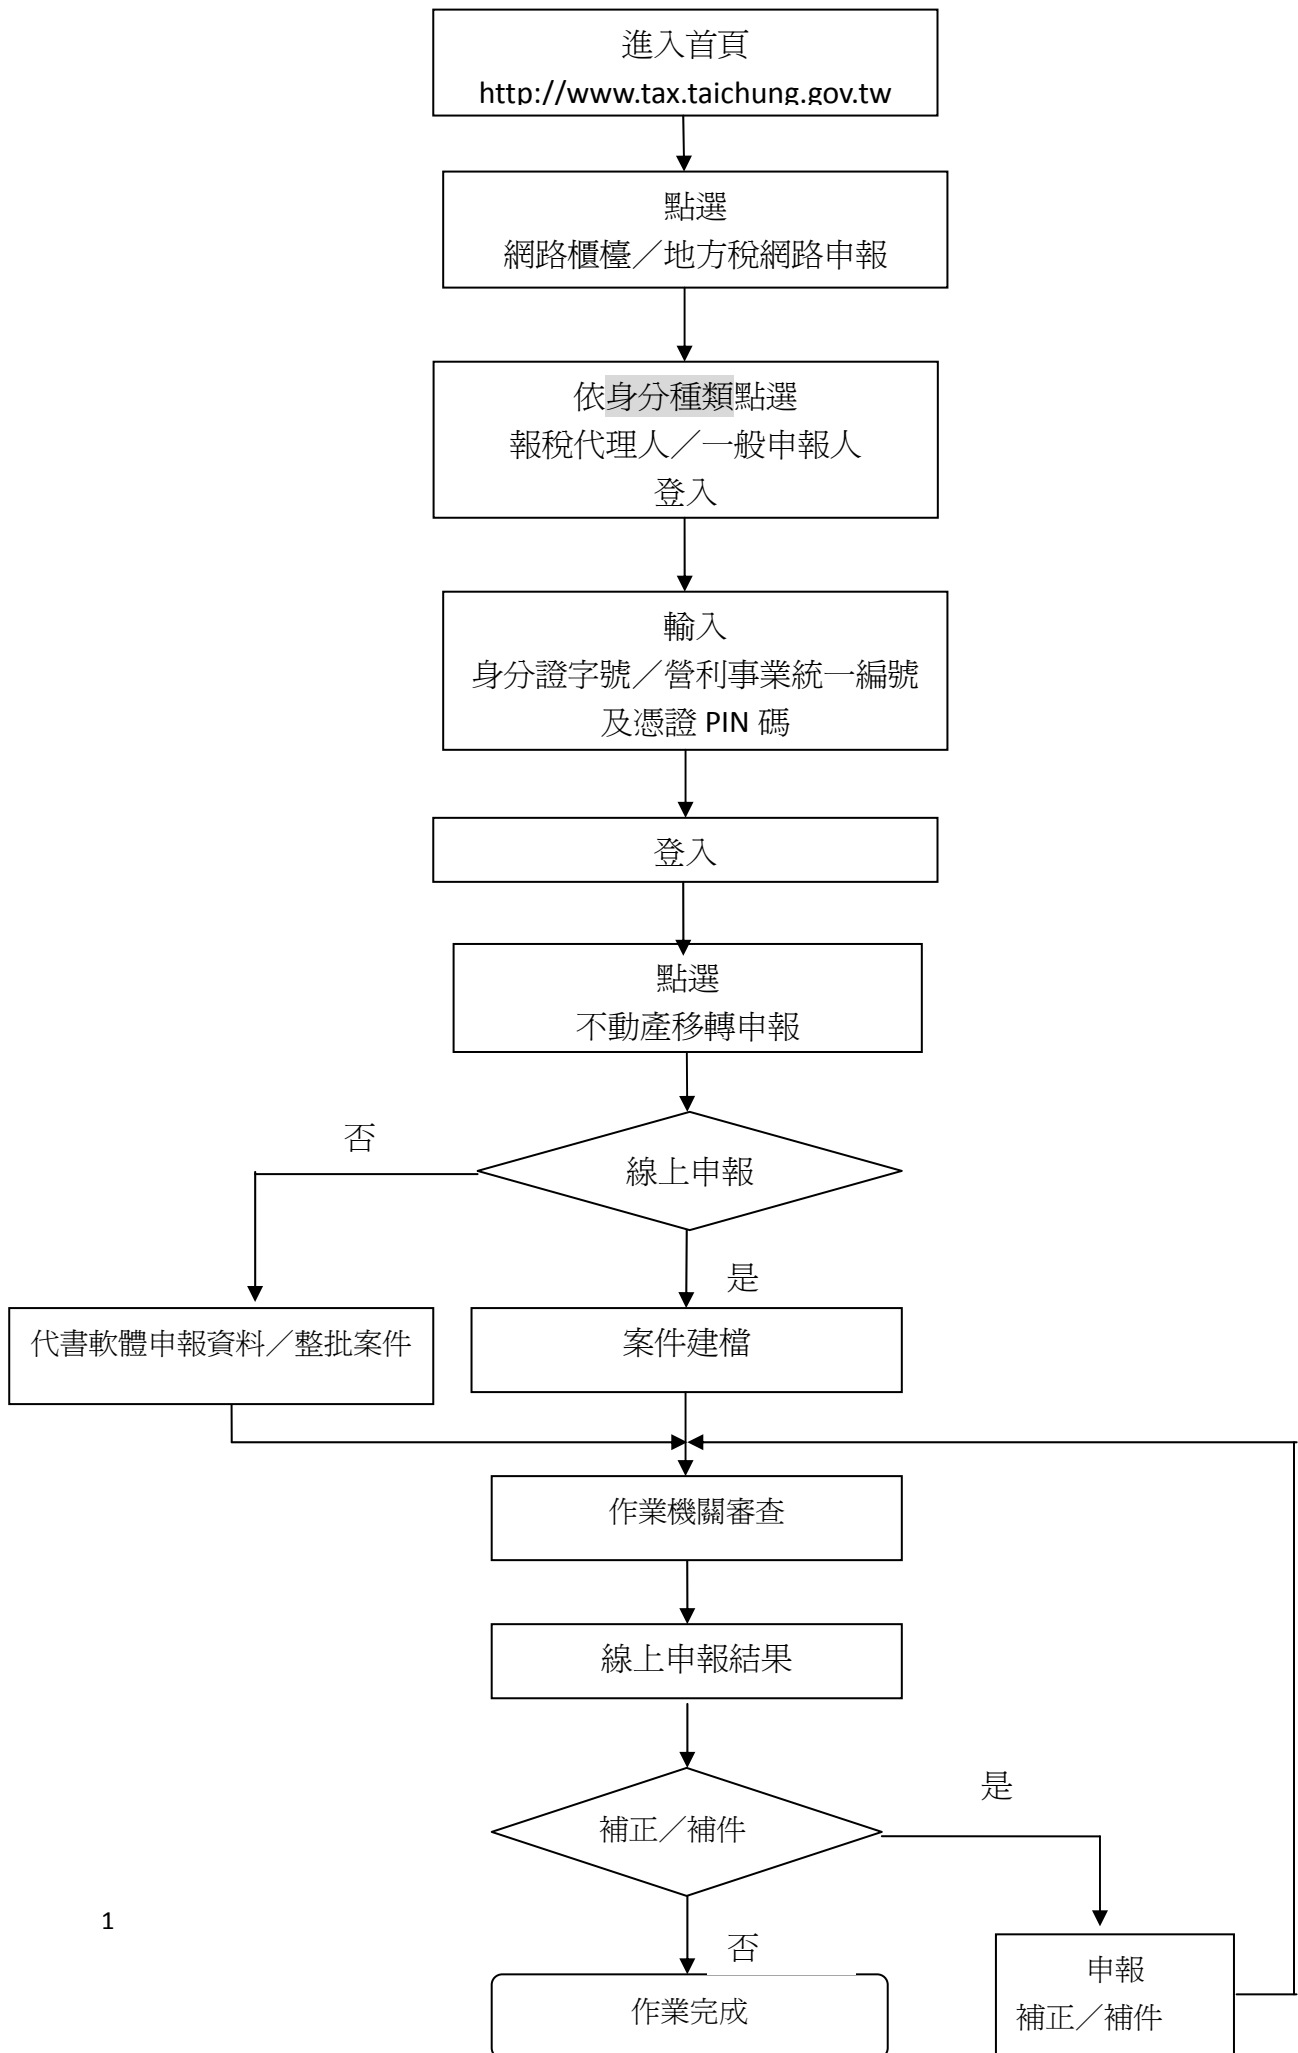 進入首頁
http://www.tax.taichung.gov.tw
點選
網路櫃檯／地方稅網路申報
依身分種類點選
報稅代理人／一般申報人
登入
輸入
身分證字號／營利事業統一編號
及憑證 PIN 碼
登入
點選
不動產移轉申報
否
線上申報
是
代書軟體申報資料／整批案件
案件建檔
作業機關審查
線上申報結果
是
補正／補件
1
否
申報
作業完成
補正／補件